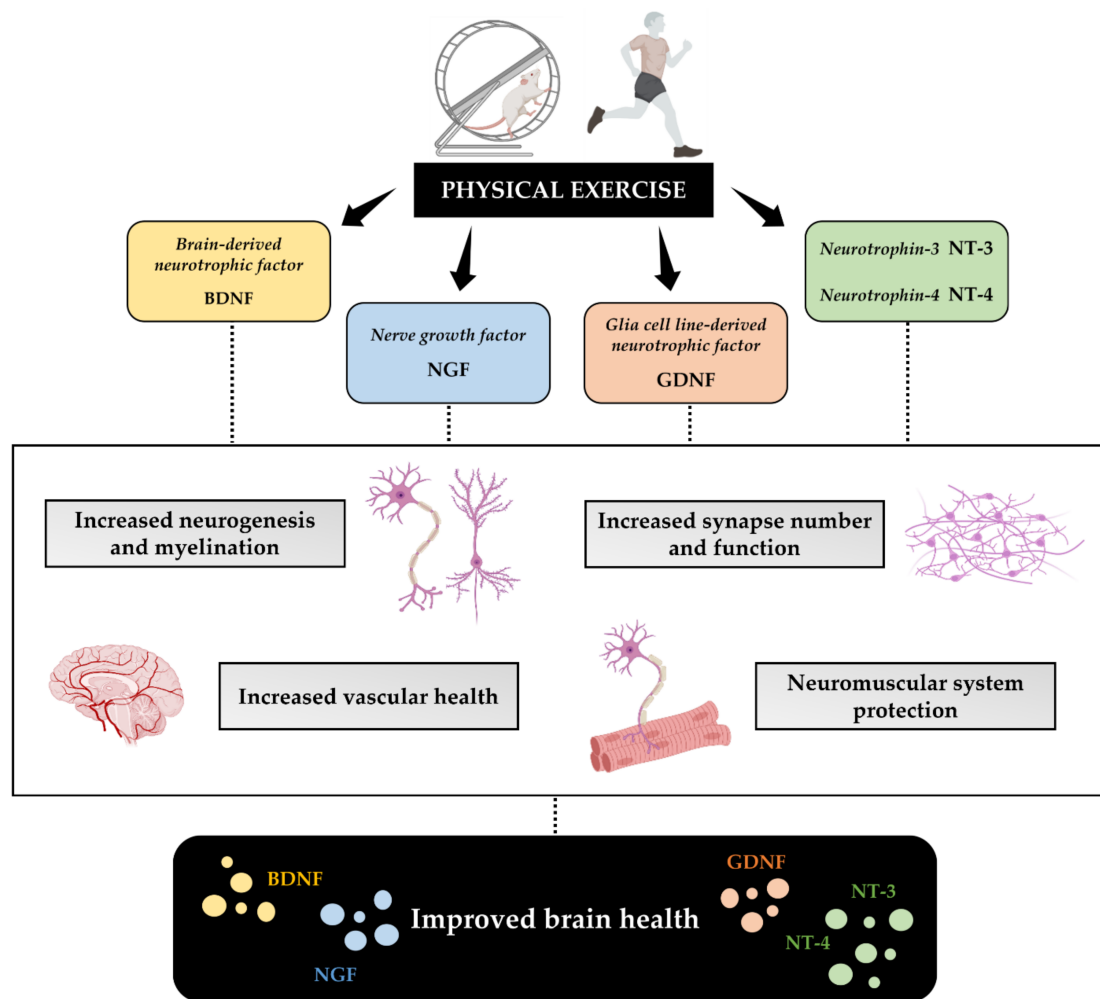 PHYSICAL EXERCISE
Brain-derived
neurotrophic factor
BDNF
Nerve growth factor
NGF
Glia cell line-derived
neurotrophic factor
GDNF
Neurotrophin-3 NT-3
Neurotrophin-4 NT-4
Increased neurogenesis
and myelination
Increased synapse number
and function
Increased vascular health
Neuromuscular system
protection
BDNF
NGF
Improved brain health
GDNF
NT-3
NT-4